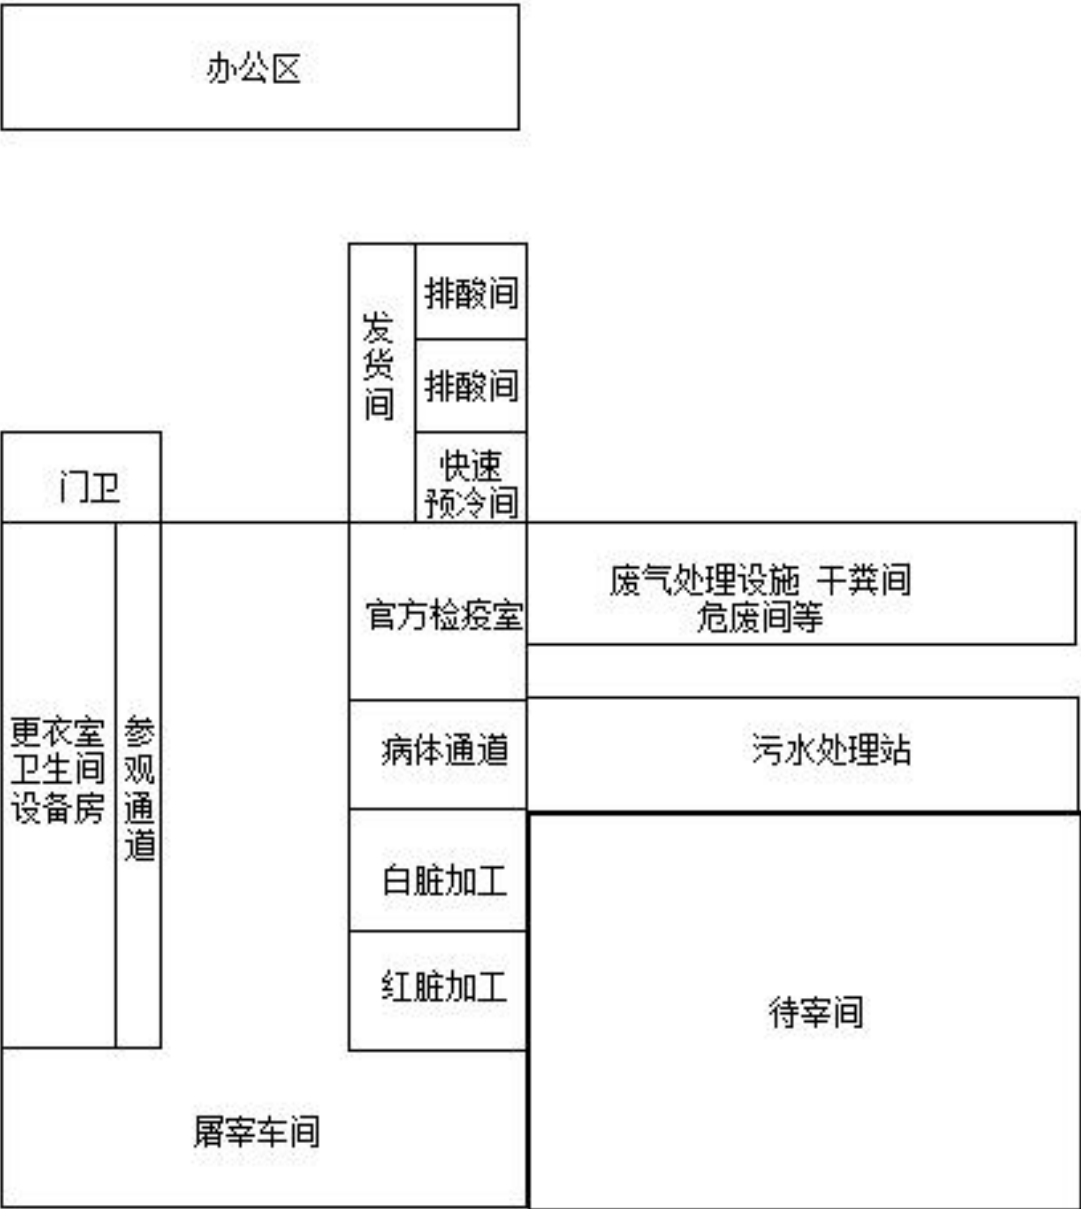 办公区
发货间
排酸间
排酸间
快速
预冷间
门卫
官方检疫室
废气处理设施 干粪间
危废间等
更衣室
卫生间
设备房
参观通道
病体通道
污水处理站
白脏加工
红脏加工
待宰间
屠宰车间